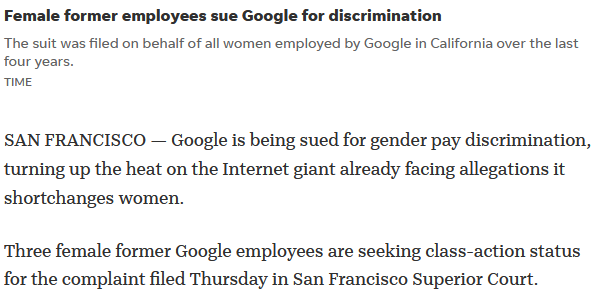 Female former employees sue Google for discrimination
The suit was filed on behalf of all women employed by Google in California over the last
four years.
TIME
SAN FRANCISCO — Google is being sued for gender pay discrimination,
turning up the heat on the Internet giant already facing allegations it
shortchanges women.
Three female former Google employees are seeking class-action status
for the complaint filed Thursday in San Francisco Superior Court.